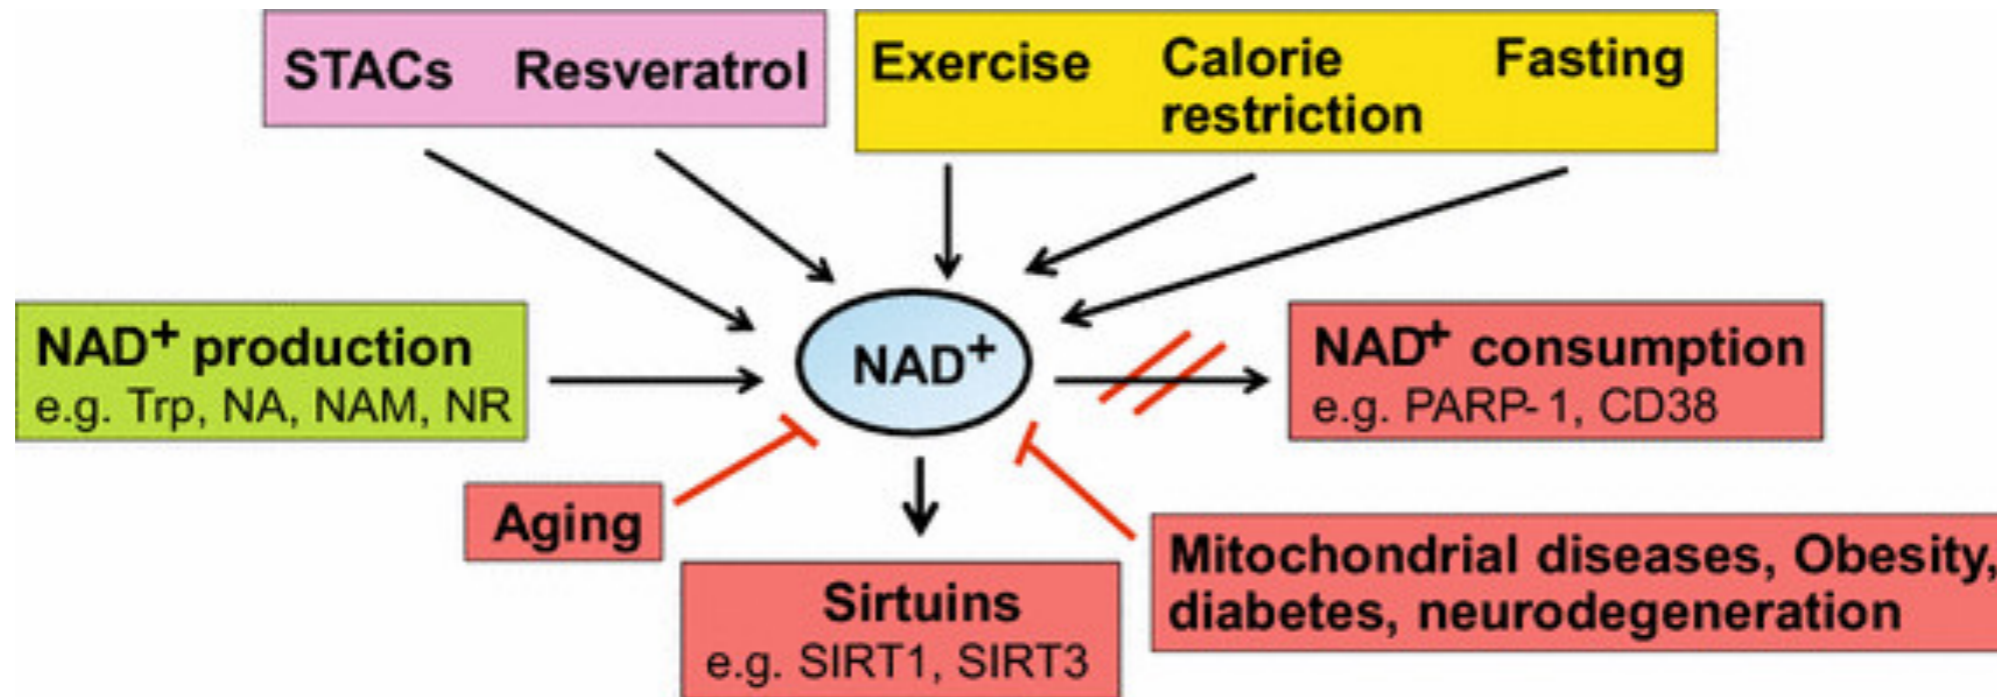 STACs Resveratrol
Exercise Calorie restriction Fasting
NAD+ production
e.g. Trp, NA, NAM, NR
NAD+
NAD+ consumption
e.g. PARP-1, CD38
Aging
Sirtuins
e.g. SIRT1, SIRT3
Mitochondrial diseases, Obesity,
diabetes, neurodegeneration